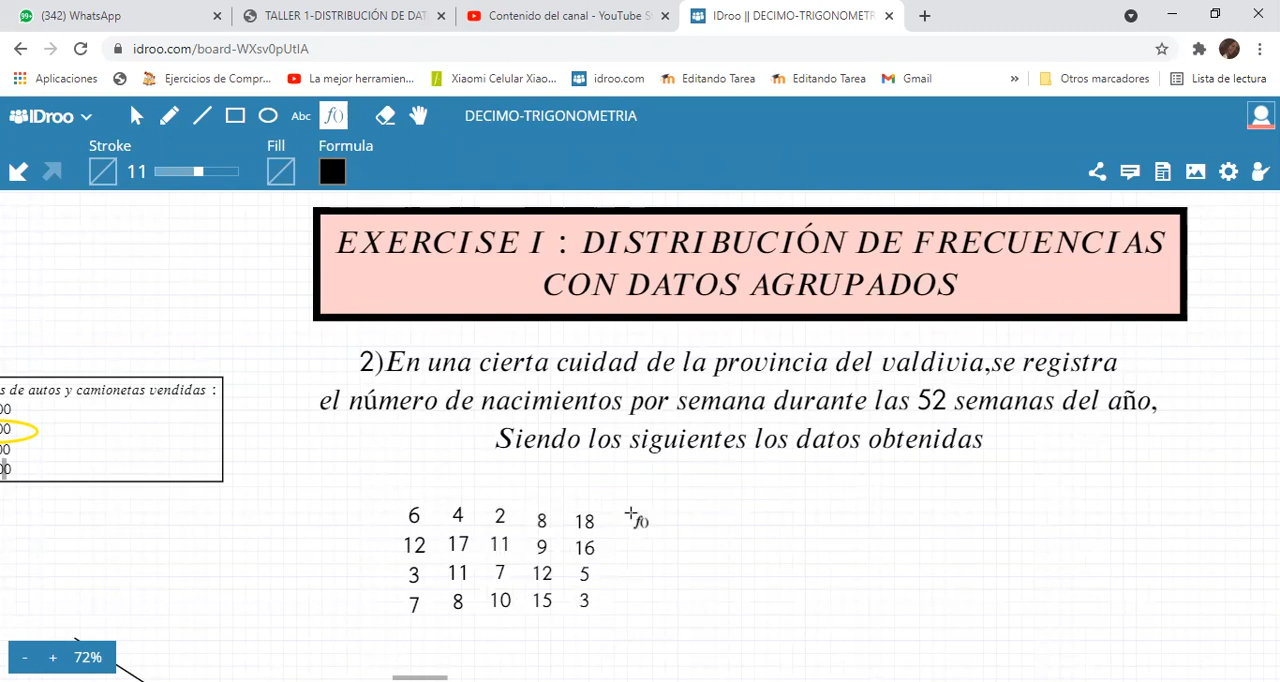 (342) WhatsApp
TALLER 1-DISTRIBUCIÓN DE DAT
Contenido del canal - YouTube S
IDroo || DECIMO-TRIGONOMETR
idroo.com/board-WXsv0pUtIA
Aplicaciones
Ejercicios de Compr...
La mejor herramien...
Xiaomi Celular Xiao...
idroo.com
Editando Tarea
Editando Tarea
Gmail
»
Otros marcadores
Lista de lectura
IDroo
Abc
f()
DECIMO-TRIGONOMETRIA
Stroke
Fill
Formula
11
EXERCISE I : DISTRIBUCIÓN DE FRECUENCIAS
CON DATOS AGRUPADOS
2)En una cierta cuidad de la provincia del valdivia,se registra
el número de nacimientos por semana durante las 52 semanas del año,
Siendo los siguientes los datos obtenidas
s de autos y camionetas vendidas :
00
00
00
00
6 4 2 8 18
12 17 11 9 16
3 11 7 12 5
7 8 10 15 3
f()
- + 72%